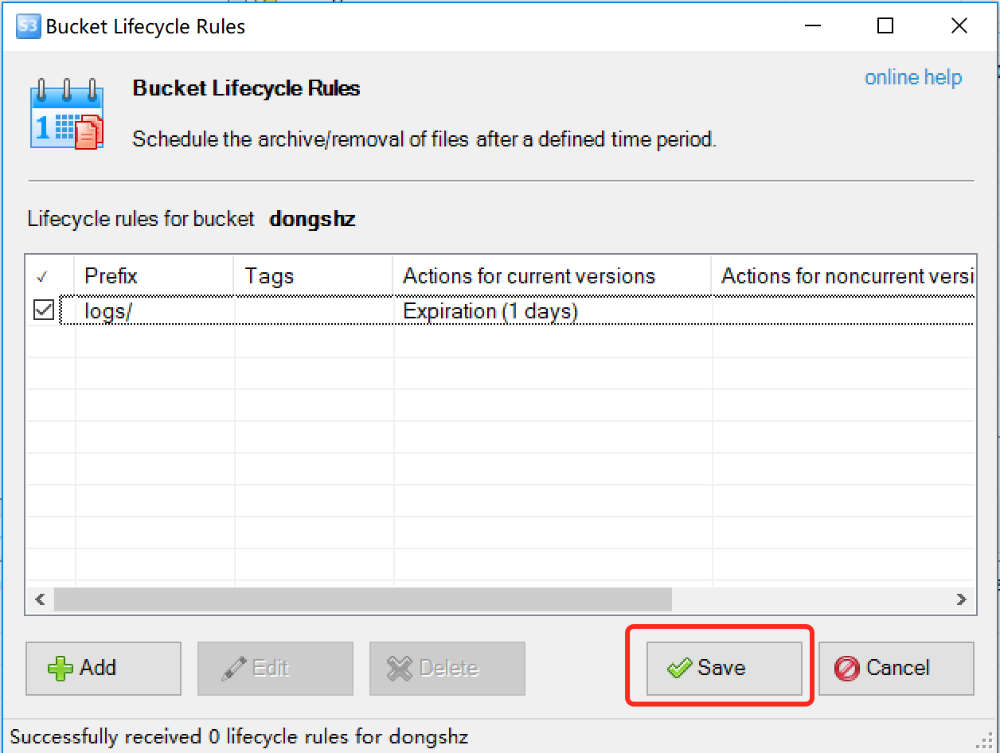 S3 Bucket Lifecycle Rules
online help
Bucket Lifecycle Rules
1
Schedule the archive/removal of files after a defined time period.
Lifecycle rules for bucket dongshz
✓ Prefix Tags Actions for current versions Actions for noncurrent versi
logs/ Expiration (1 days)
Add Edit Delete Save Cancel
Successfully received 0 lifecycle rules for dongshz